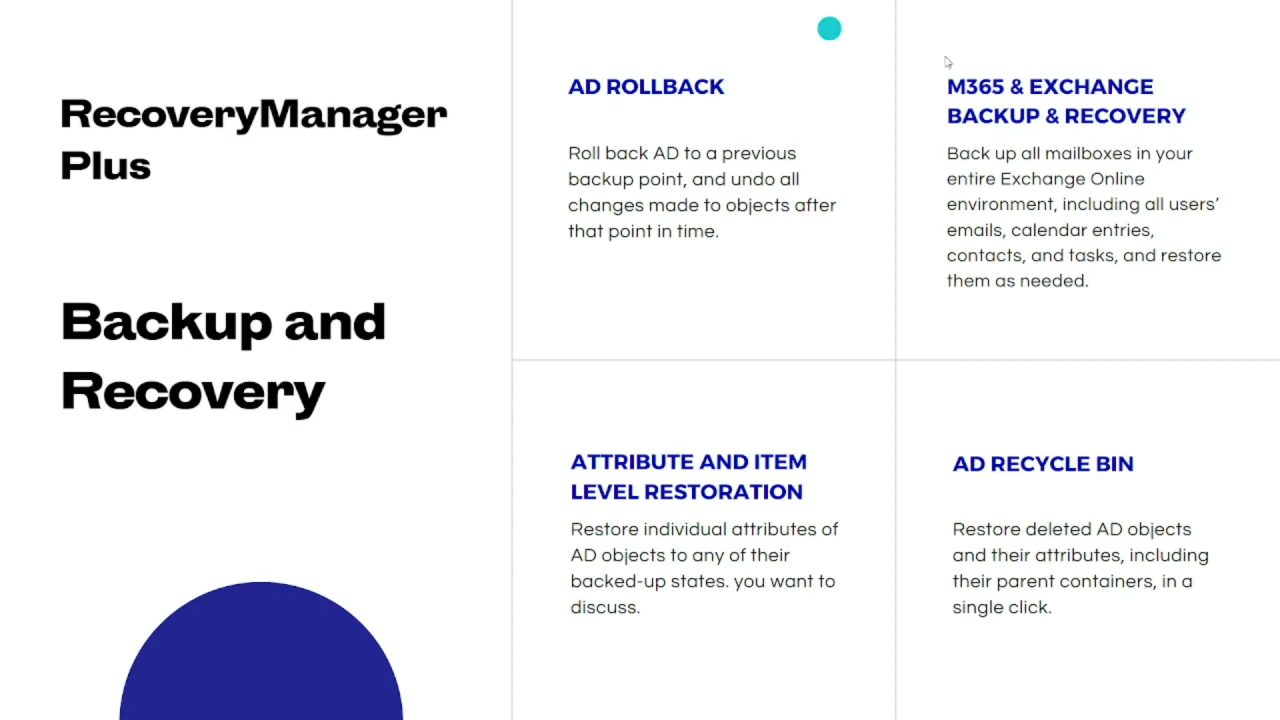 RecoveryManager
Plus
Backup and
Recovery
AD ROLLBACK
Roll back AD to a previous
backup point, and undo all
changes made to objects after
that point in time.
M365 & EXCHANGE
BACKUP & RECOVERY
Back up all mailboxes in your
entire Exchange Online
environment, including all users’
emails, calendar entries,
contacts, and tasks, and restore
them as needed.
ATTRIBUTE AND ITEM
LEVEL RESTORATION
Restore individual attributes of
AD objects to any of their
backed-up states. you want to
discuss.
AD RECYCLE BIN
Restore deleted AD objects
and their attributes, including
their parent containers, in a
single click.